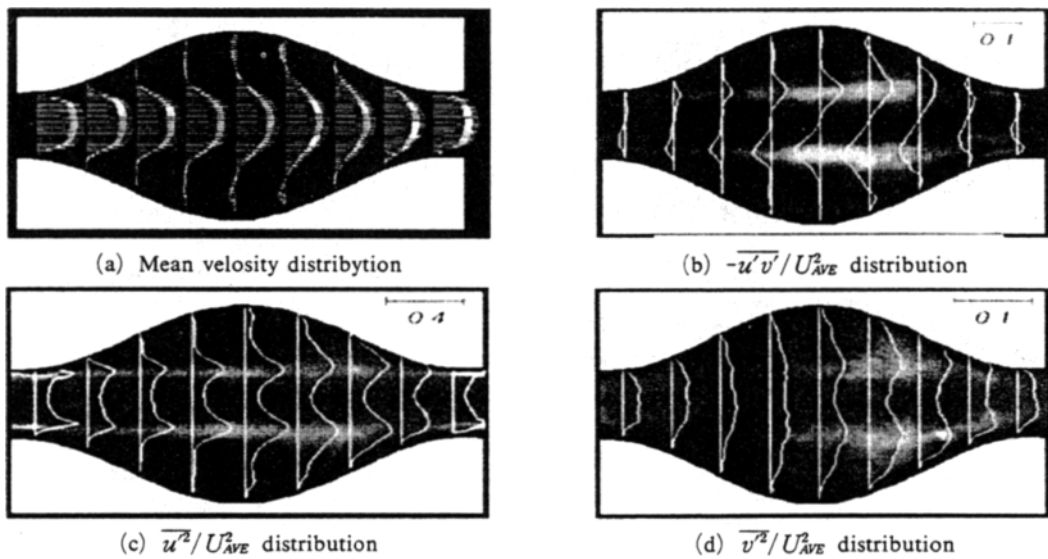 0 1
(a) Mean velosity distribytion
(b) -u'v'/U²AVE distribution
0 4
0 1
(c) u'²/U²AVE distribution
(d) v'²/U²AVE distribution